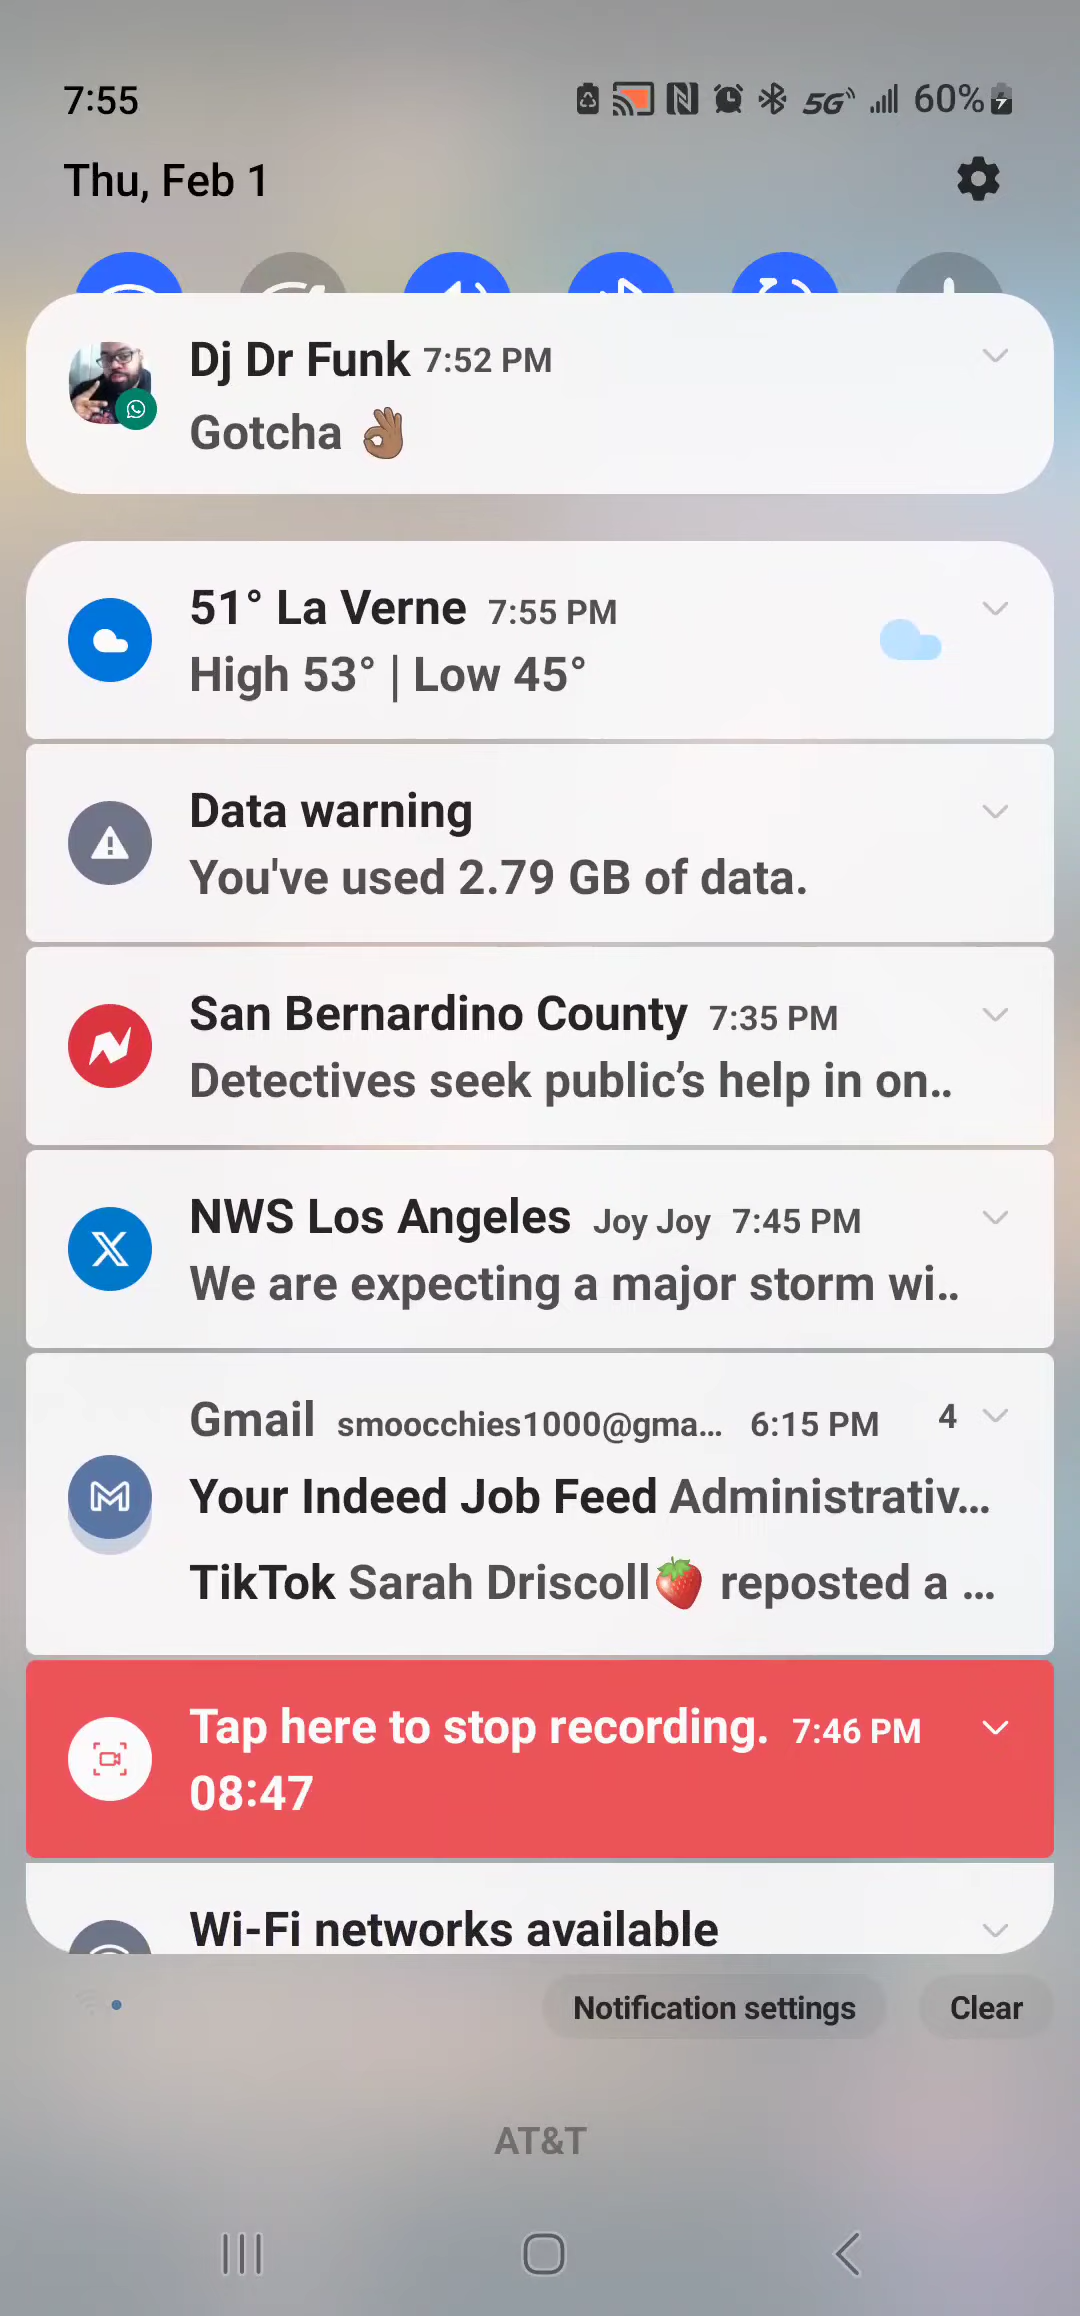 7:55
5G 60%
Thu, Feb 1
Dj Dr Funk 7:52 PM
Gotcha 👌🏾
51° La Verne 7:55 PM
High 53° | Low 45°
Data warning
You've used 2.79 GB of data.
San Bernardino County 7:35 PM
Detectives seek public’s help in on..
NWS Los Angeles Joy Joy 7:45 PM
We are expecting a major storm wi..
Gmail smoocchies1000@gma... 6:15 PM 4
Your Indeed Job Feed Administrativ...
TikTok Sarah Driscoll🍓 reposted a ...
Tap here to stop recording. 7:46 PM
08:47
Wi-Fi networks available
Notification settings Clear
AT&T